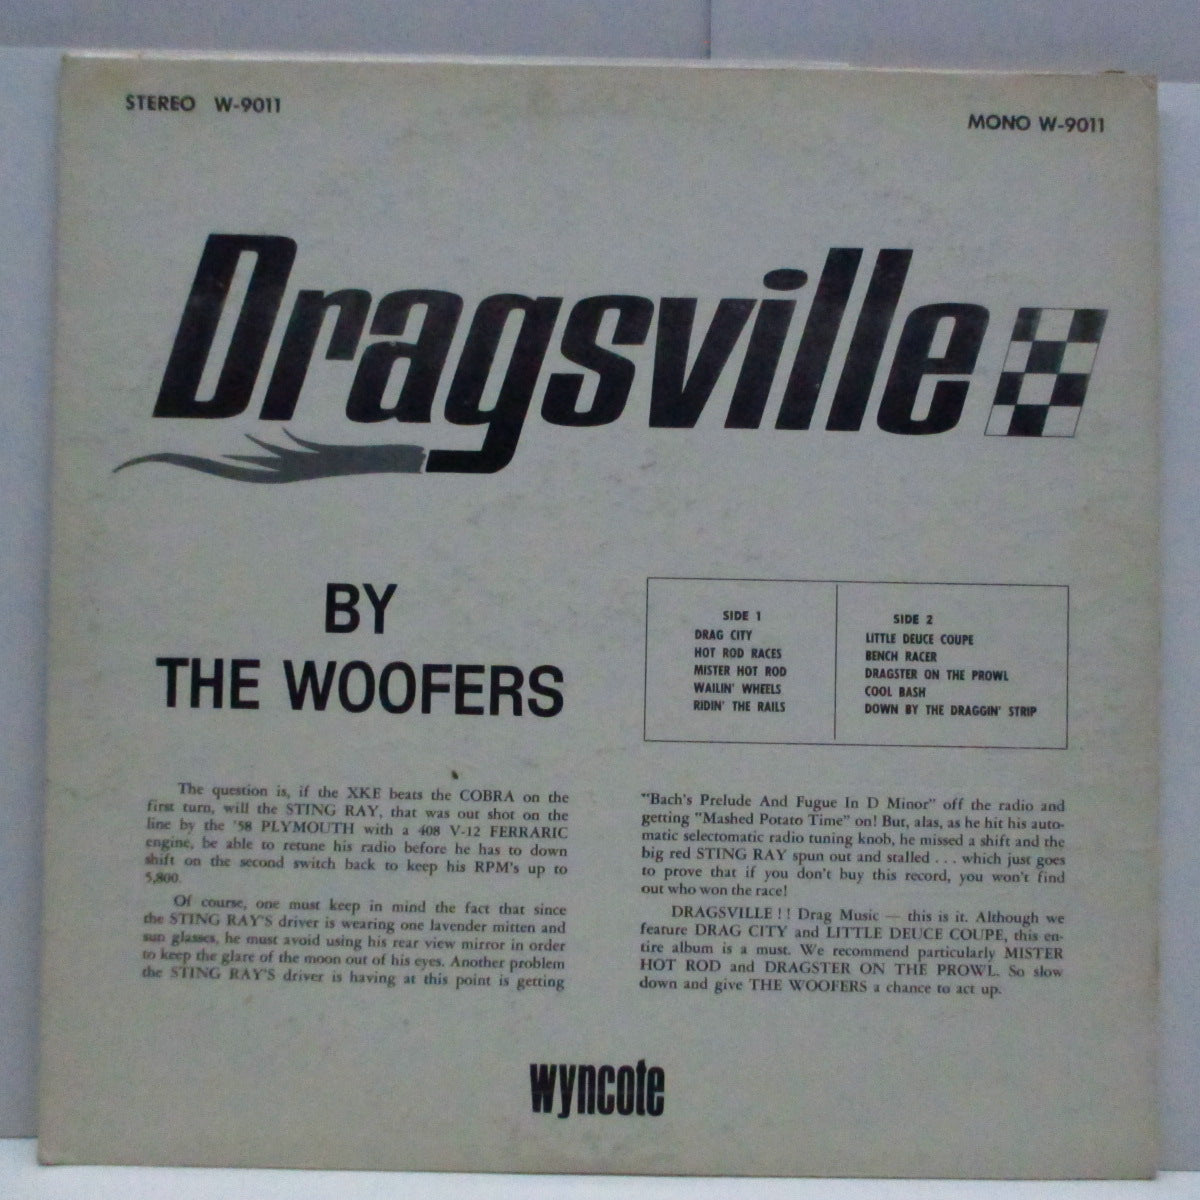 STEREO W-9011
MONO W-9011
Dragsville
BY
THE WOOFERS
SIDE 1
DRAG CITY
HOT ROD RACES
MISTER HOT ROD
WAILIN' WHEELS
RIDIN' THE RAILS
SIDE 2
LITTLE DEUCE COUPE
BENCH RACER
DRAGSTER ON THE PROWL
COOL BASH
DOWN BY THE DRAGGIN' STRIP
The question is, if the XKE beats the COBRA on the
first turn, will the STING RAY, that was out shot on the
line by the '58 PLYMOUTH with a 408 V-12 FERRARIC
engine, be able to retune his radio before he has to down
shift on the second switch back to keep his RPM's up to
5,800.
Of course, one must keep in mind the fact that since
the STING RAY'S driver is wearing one lavender mitten and
sun glasses, he must avoid using his rear view mirror in order
to keep the glare of the moon out of his eyes. Another problem
the STING RAY'S driver is having at this point is getting
"Bach's Prelude And Fugue In D Minor" off the radio and
getting "Mashed Potato Time" on! But, alas, as he hit his auto-
matic selectomatic radio tuning knob, he missed a shift and the
big red STING RAY spun out and stalled . . . which just goes
to prove that if you don't buy this record, you won't find
out who won the race!
DRAGSVILLE ! ! Drag Music — this is it. Although we
feature DRAG CITY and LITTLE DEUCE COUPE, this en-
tire album is a must. We recommend particularly MISTER
HOT ROD and DRAGSTER ON THE PROWL. So slow
down and give THE WOOFERS a chance to act up.
wyncote